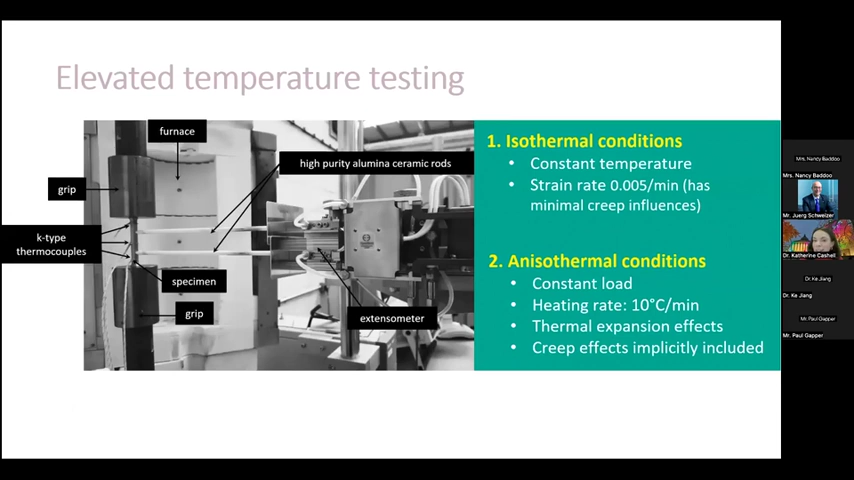 Elevated temperature testing
furnace
high purity alumina ceramic rods
grip
k-type
thermocouples
specimen
grip
extensometer
1. Isothermal conditions
• Constant temperature
• Strain rate 0.005/min (has
minimal creep influences)
2. Anisothermal conditions
• Constant load
• Heating rate: 10°C/min
• Thermal expansion effects
• Creep effects implicitly included
Mrs. Nancy Baddoo
Mrs. Nancy Baddoo
Mr. Juerg Schweizer
Dr. Katherine Cashell
Dr. Ke Jiang
Dr. Ke Jiang
Mr. Paul Gapper
Mr. Paul Gapper